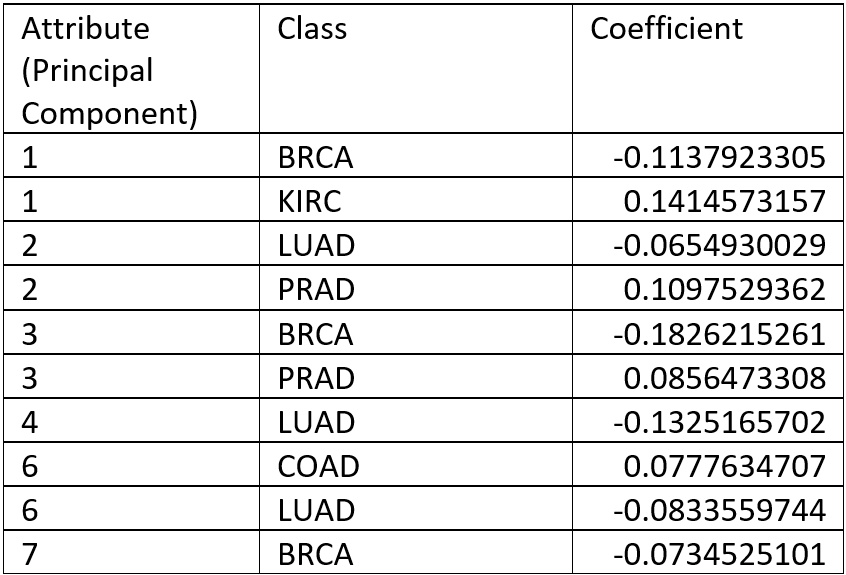 Attribute (Principal Component) Class Coefficient
1 BRCA -0.1137923305
1 KIRC 0.1414573157
2 LUAD -0.0654930029
2 PRAD 0.1097529362
3 BRCA -0.1826215261
3 PRAD 0.0856473308
4 LUAD -0.1325165702
6 COAD 0.0777634707
6 LUAD -0.0833559744
7 BRCA -0.0734525101